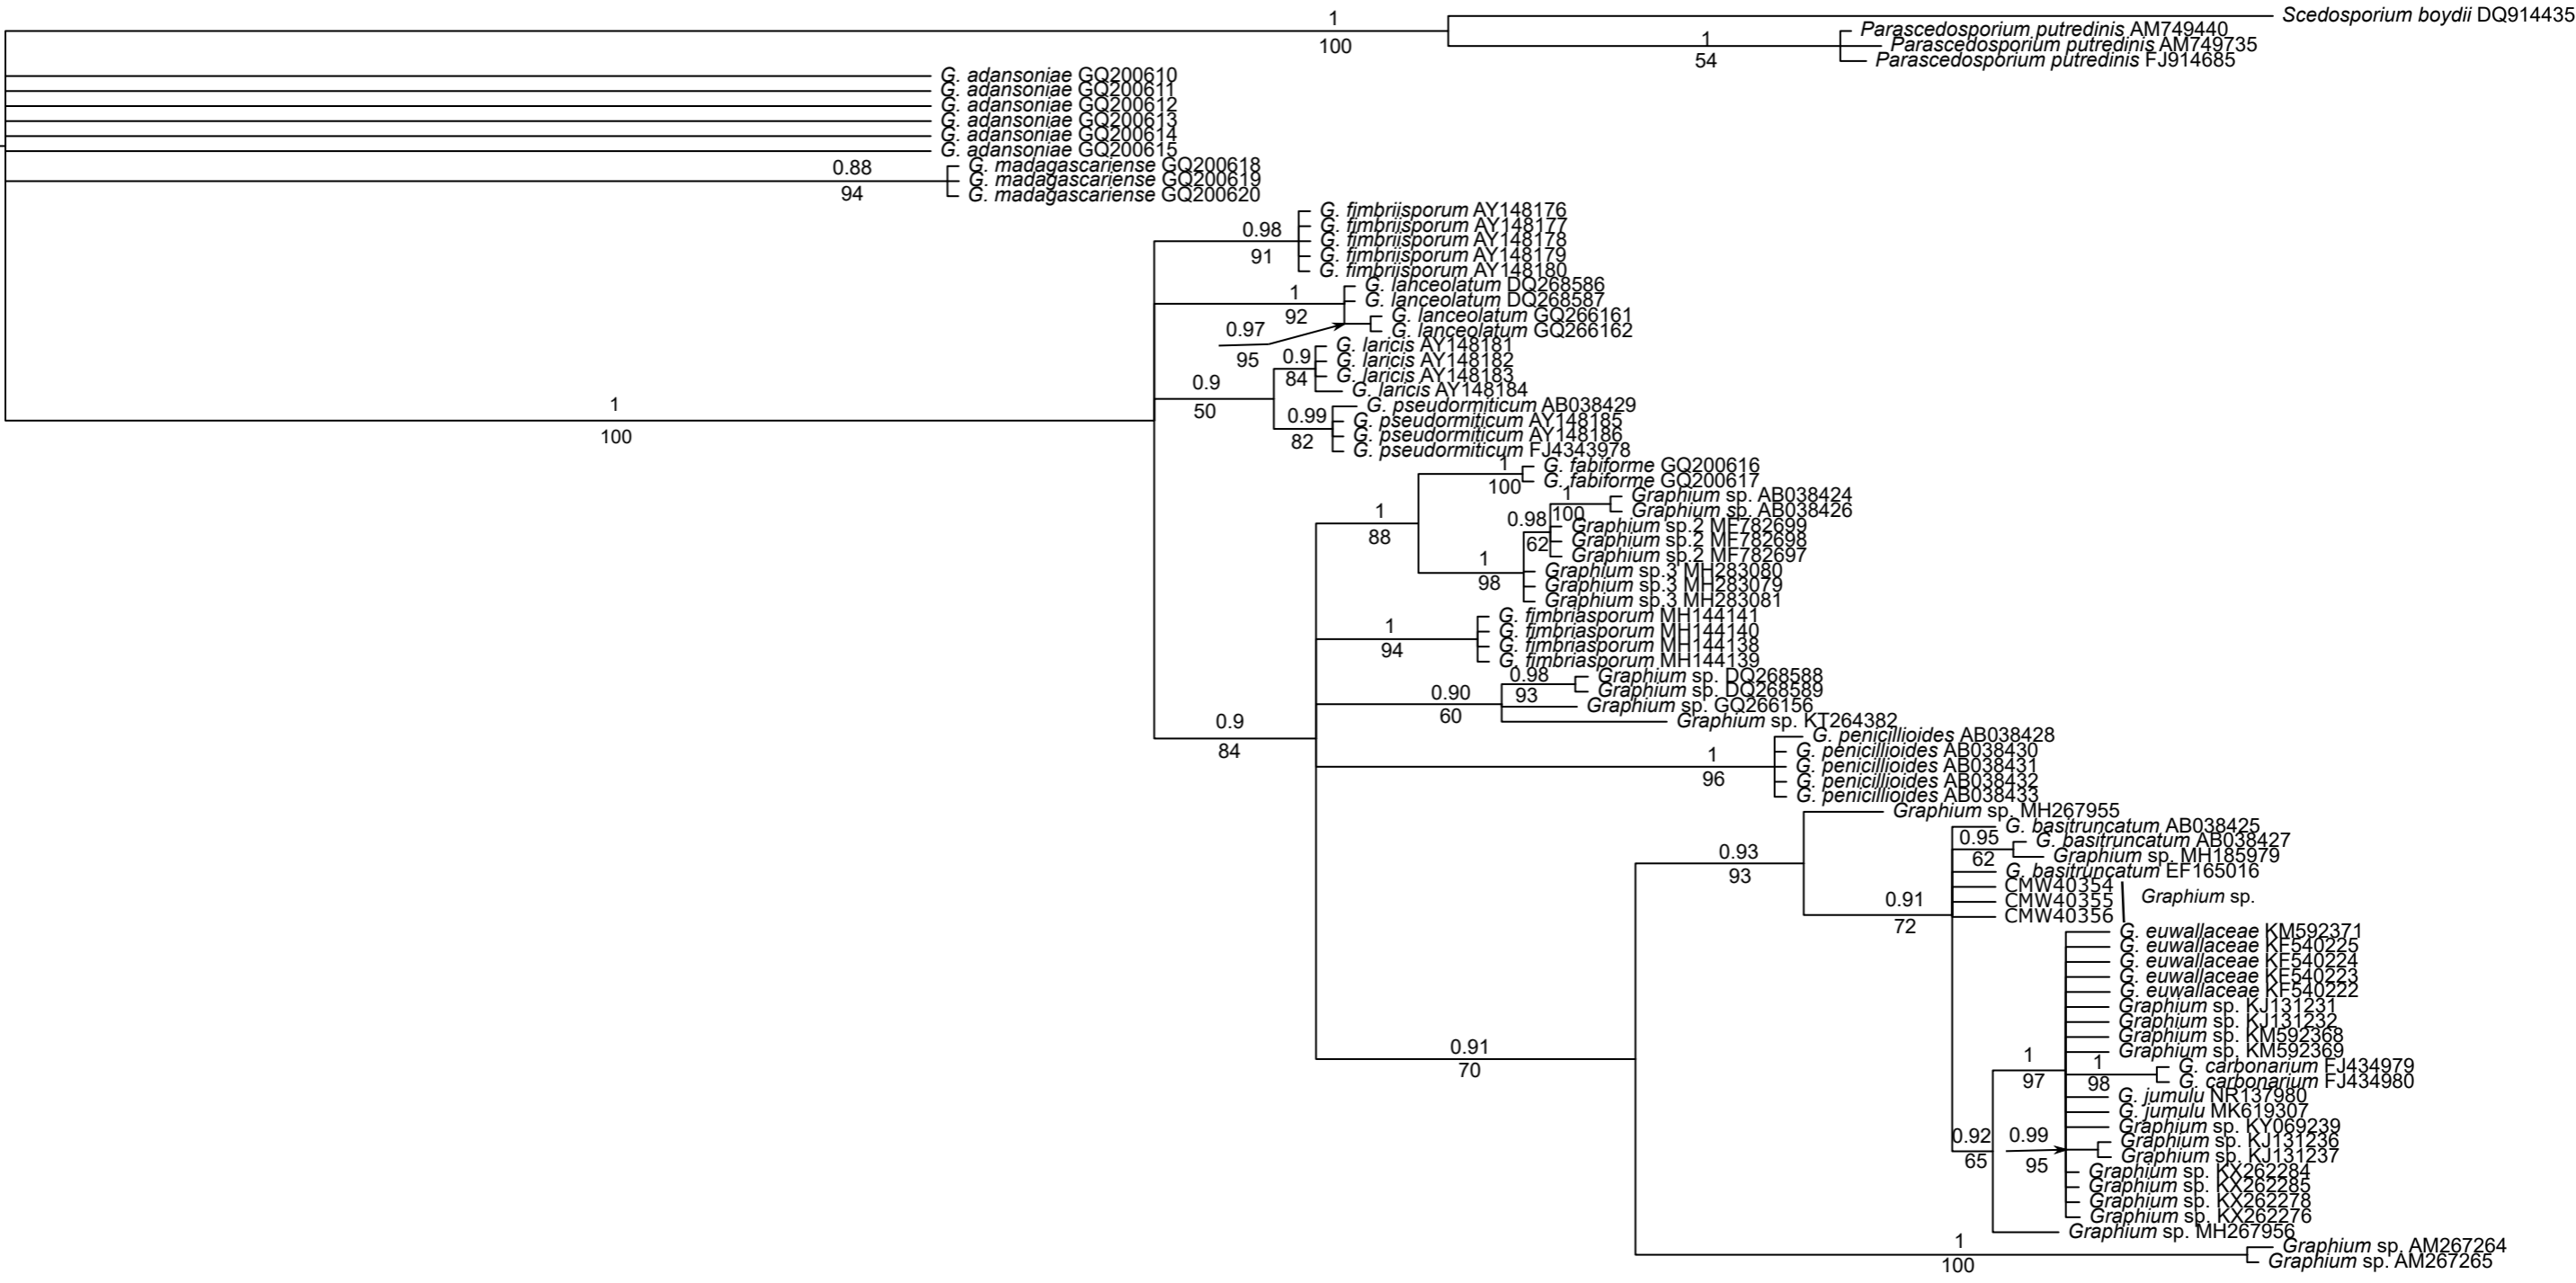 1
Scedosporium boydii DQ914435
100
Parascedosporium putredinis AM749440
1
Parascedosporium putredinis AM749735
54
Parascedosporium putredinis FJ914685
G. adansoniae GQ200610
G. adansoniae GQ200611
G. adansoniae GQ200612
G. adansoniae GQ200613
G. adansoniae GQ200614
G. adansoniae GQ200615
0.88
94
G. madagascariense GQ200618
G. madagascariense GQ200619
G. madagascariense GQ200620
1
100
0.98
91
G. fimbriisporum AY148176
G. fimbriisporum AY148177
G. fimbriisporum AY148178
G. fimbriisporum AY148179
G. fimbriisporum AY148180
1
92
G. lanceolatum DQ268586
G. lanceolatum DQ268587
0.97
95
G. lanceolatum GQ266161
G. lanceolatum GQ266162
0.9
50
0.9
84
G. laricis AY148181
G. laricis AY148182
G. laricis AY148183
G. laricis AY148184
0.99
82
G. pseudormiticum AB038429
G. pseudormiticum AY148185
G. pseudormiticum AY148186
G. pseudormiticum FJ4343978
0.9
84
1
88
1
100
G. fabiforme GQ200616
G. fabiforme GQ200617
1
98
0.98
62
1
100
Graphium sp. AB038424
Graphium sp. AB038426
Graphium sp.2 MF782699
Graphium sp.2 MF782698
Graphium sp.2 MF782697
Graphium sp.3 MH283080
Graphium sp.3 MH283079
Graphium sp.3 MH283081
1
94
G. fimbriasporum MH144141
G. fimbriasporum MH144140
G. fimbriasporum MH144138
G. fimbriasporum MH144139
0.90
60
0.98
93
Graphium sp. DQ268588
Graphium sp. DQ268589
Graphium sp. GQ266156
Graphium sp. KT264382
1
96
G. penicillioides AB038428
G. penicillioides AB038430
G. penicillioides AB038431
G. penicillioides AB038432
G. penicillioides AB038433
0.91
70
0.93
93
Graphium sp. MH267955
0.91
72
G. basitruncatum AB038425
0.95
62
G. basitruncatum AB038427
Graphium sp. MH185979
G. basitruncatum EF165016
CMW40354
CMW40355
CMW40356
Graphium sp.
0.92
65
1
97
G. euwallaceae KM592371
G. euwallaceae KF540225
G. euwallaceae KF540224
G. euwallaceae KF540223
G. euwallaceae KF540222
Graphium sp. KJ131231
Graphium sp. KJ131232
Graphium sp. KM592368
Graphium sp. KM592369
1
98
G. carbonarium FJ434979
G. carbonarium FJ434980
G. jumulu NR137980
G. jumulu MK619307
Graphium sp. KY069239
0.99
95
Graphium sp. KJ131236
Graphium sp. KJ131237
Graphium sp. KX262284
Graphium sp. KX262285
Graphium sp. KX262278
Graphium sp. KX262276
Graphium sp. MH267956
1
100
Graphium sp. AM267264
Graphium sp. AM267265